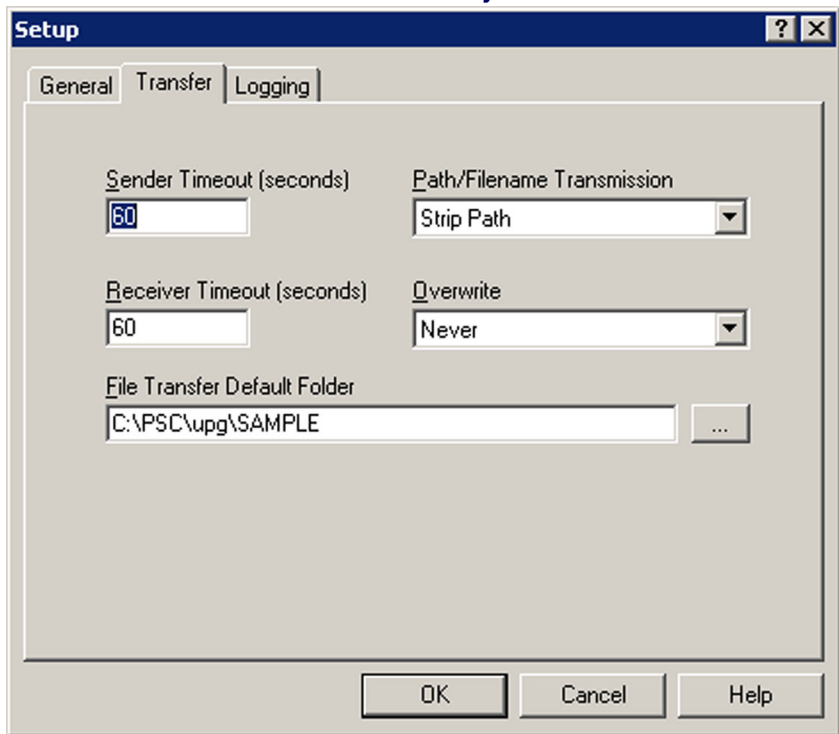 Setup
General Transfer Logging
Sender Timeout (seconds) Path/Filename Transmission
60 Strip Path
Receiver Timeout (seconds) Overwrite
60 Never
File Transfer Default Folder
C:\PSC\upg\SAMPLE ...
OK Cancel Help